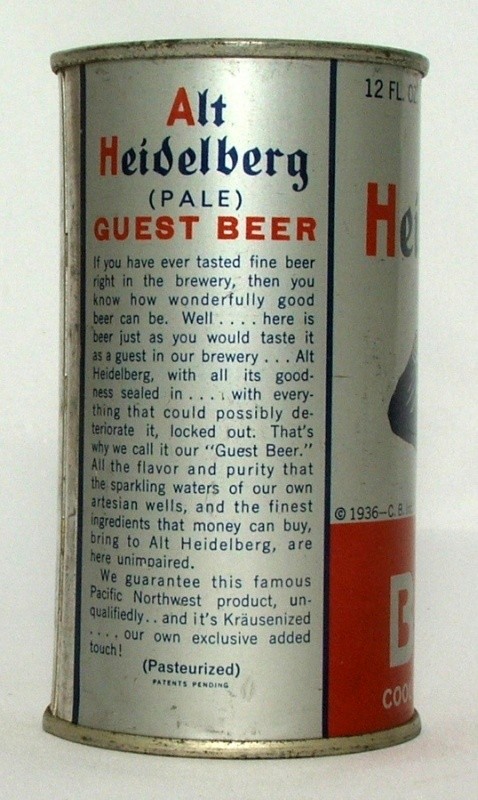 Alt
Heidelberg
(PALE)
GUEST BEER
If you have ever tasted fine beer
right in the brewery, then you
know how wonderfully good
beer can be. Well . . . . here is
beer just as you would taste it
as a guest in our brewery . . . Alt
Heidelberg, with all its good-
ness sealed in . . . . with every-
thing that could possibly de-
teriorate it, locked out. That's
why we call it our "Guest Beer."
All the flavor and purity that
the sparkling waters of our own
artesian wells, and the finest
ingredients that money can buy,
bring to Alt Heidelberg, are
here unimpaired.
We guarantee this famous
Pacific Northwest product, un-
qualifiedly . . and it's Kräusenized
. . . . our own exclusive added
touch!
(Pasteurized)
PATENTS PENDING
12 FL. OZ
Hei
© 1936—C. B.
B
COO